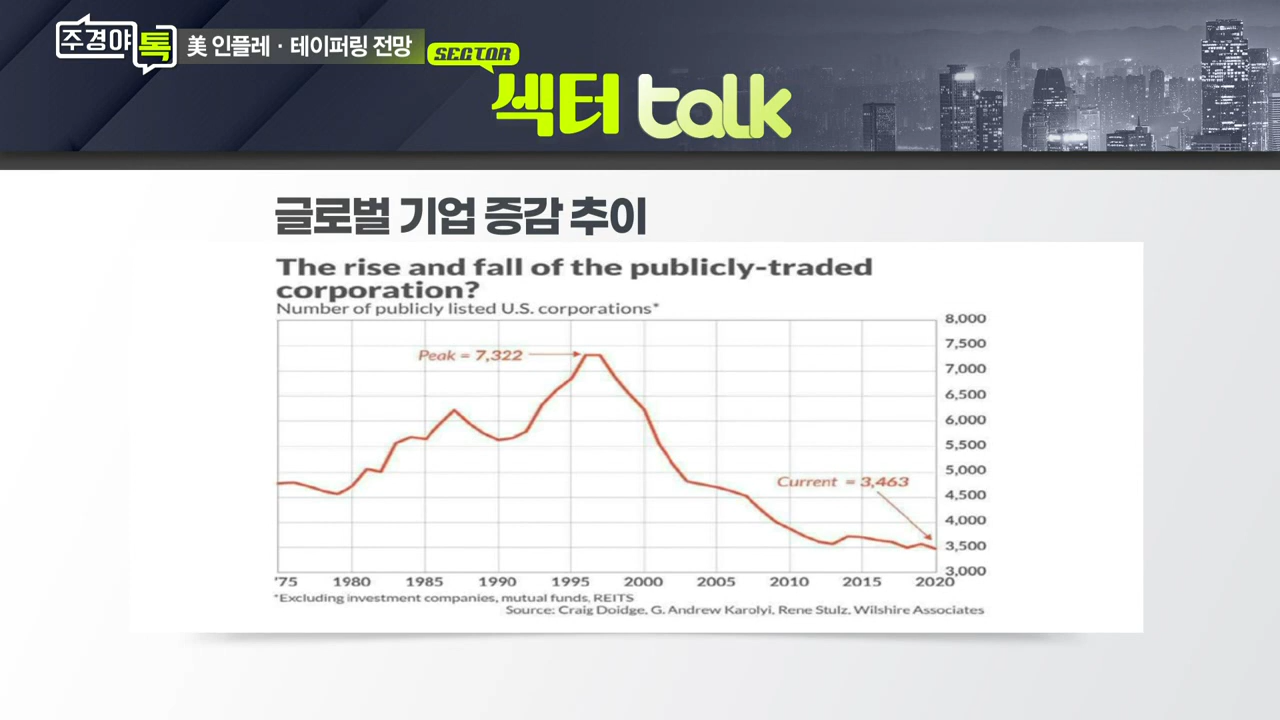 주경야톡
美 인플레 · 테이퍼링 전망
SECTOR
섹터 talk
글로벌 기업 증감 추이
The rise and fall of the publicly-traded
corporation?
Number of publicly listed U.S. corporations*
8,000
7,500
Peak = 7,322
7,000
6,500
6,000
5,500
5,000
Current = 3,463
4,500
4,000
3,500
3,000
'75 1980 1985 1990 1995 2000 2005 2010 2015 2020
*Excluding investment companies, mutual funds, REITS
Source: Craig Doidge, G. Andrew Karolyi, Rene Stulz, Wilshire Associates